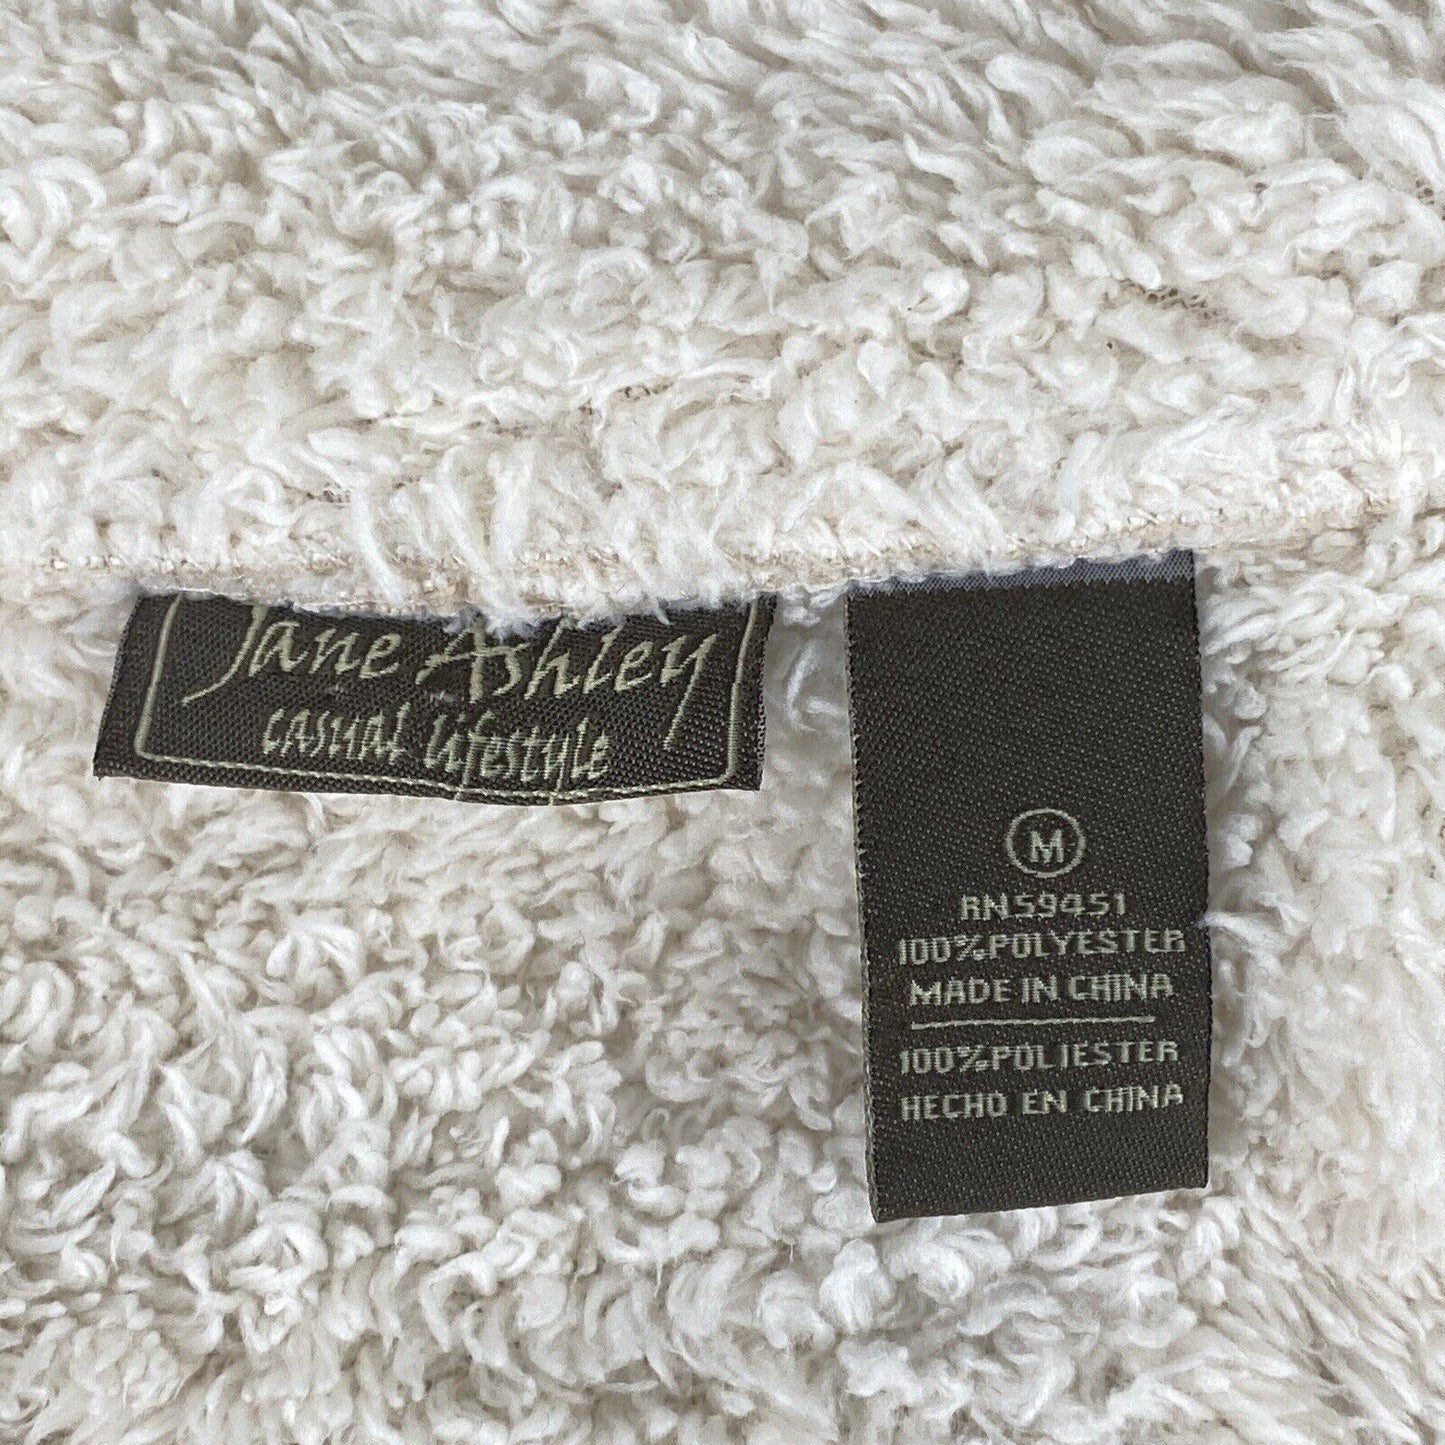 Jane Ashley
casual lifestyle
M
RN59451
100%POLYESTER
MADE IN CHINA
100%POLIESTER
HECHO EN CHINA